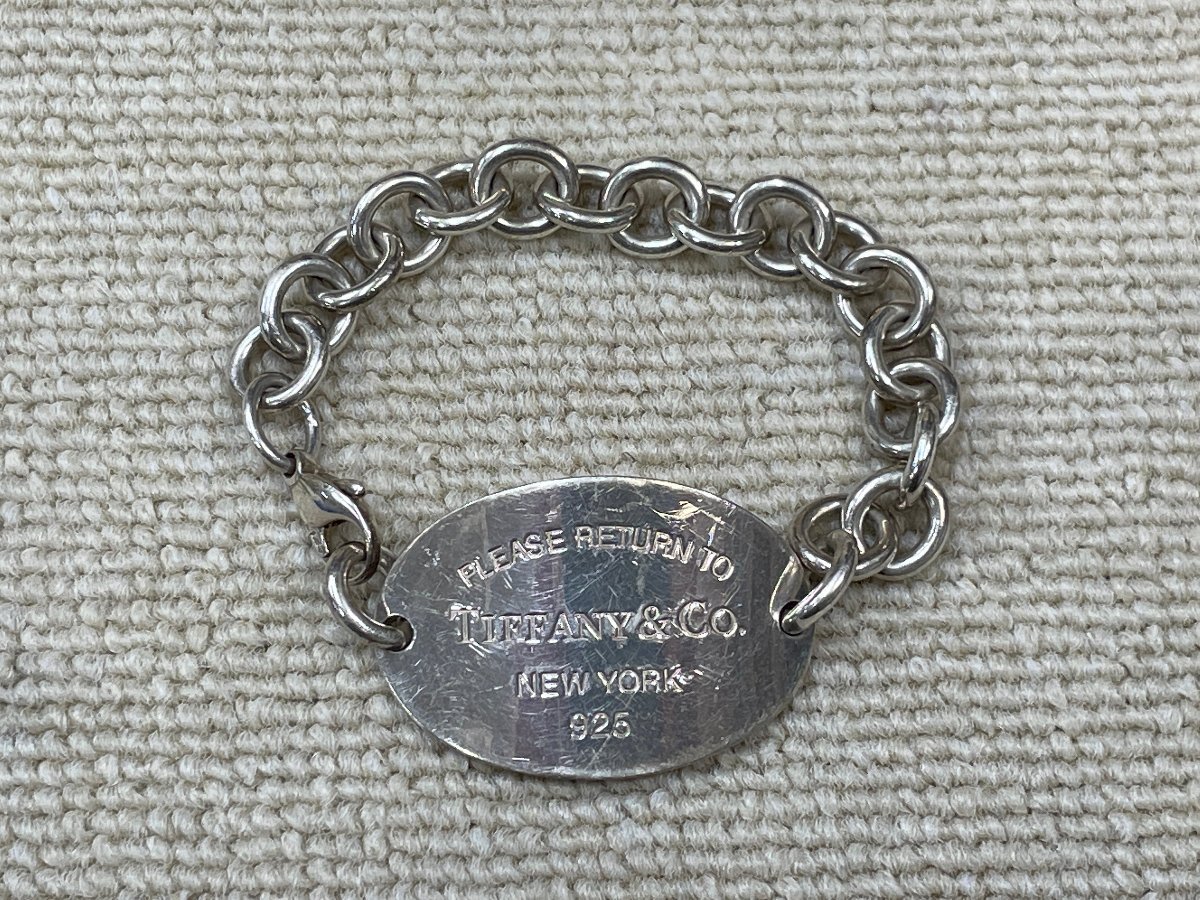 PLEASE RETURN TO
TIFFANY & CO.
NEW YORK
925